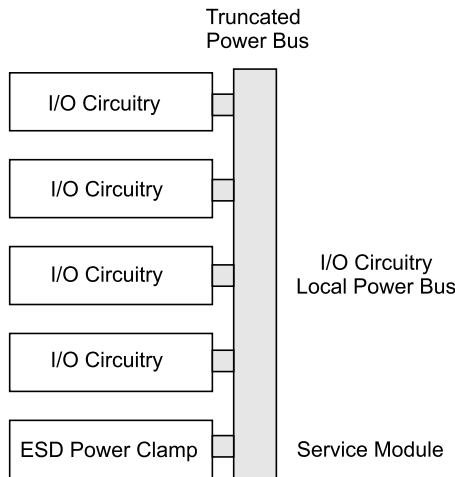 Truncated
Power Bus
I/O Circuitry
I/O Circuitry
I/O Circuitry
I/O Circuitry
Local Power Bus
I/O Circuitry
ESD Power Clamp
Service Module